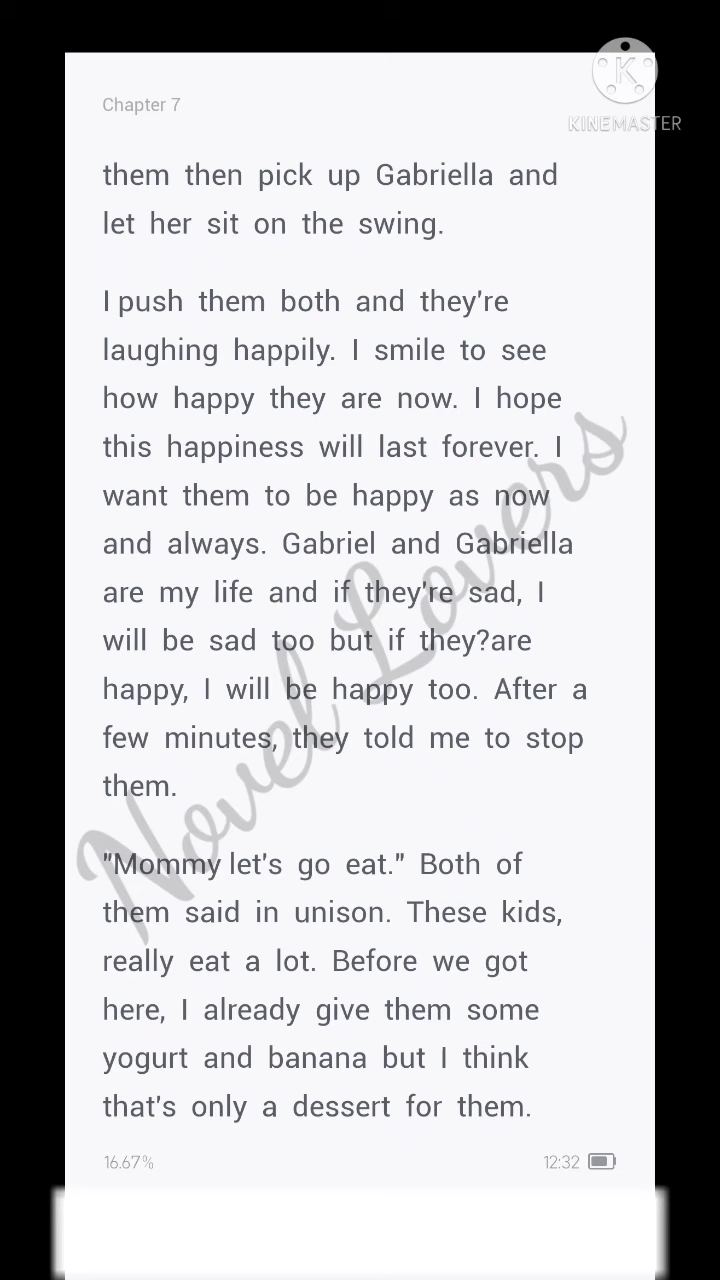 Chapter 7
K
KINEMASTER
them then pick up Gabriella and
let her sit on the swing.
I push them both and they're
laughing happily. I smile to see
how happy they are now. I hope
this happiness will last forever. I
want them to be happy as now
and always. Gabriel and Gabriella
are my life and if they're sad, I
will be sad too but if they?are
happy, I will be happy too. After a
few minutes, they told me to stop
them.
"Mommy let's go eat." Both of
them said in unison. These kids,
really eat a lot. Before we got
here, I already give them some
yogurt and banana but I think
that's only a dessert for them.
Novel Lovers
16.67%
12:32